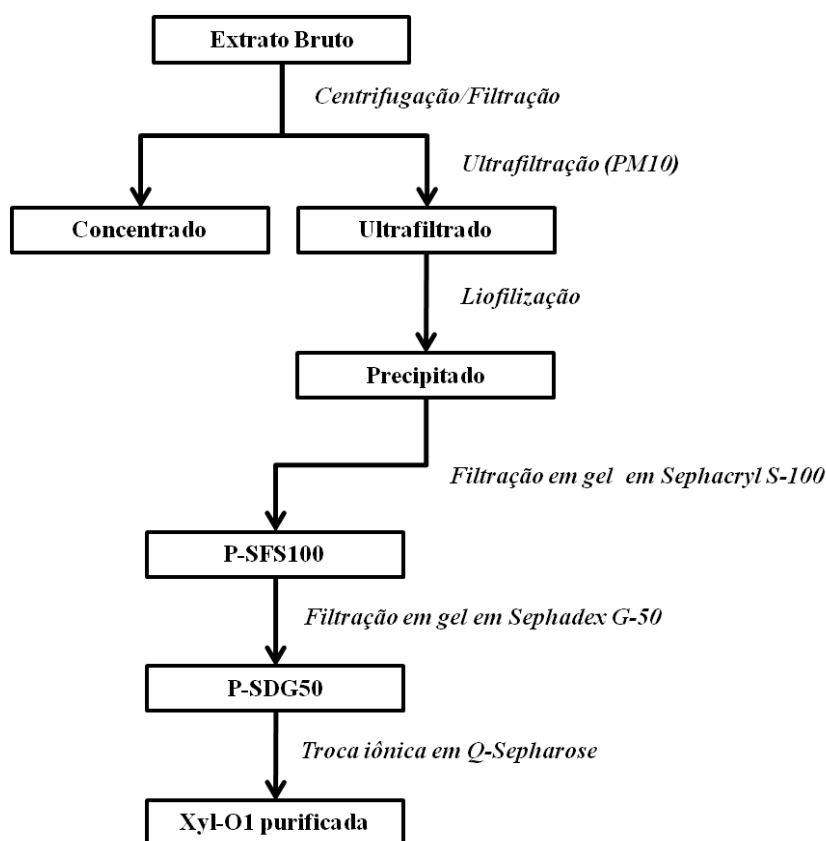 Extrato Bruto
Centrifugação/Filtração
Ultrafiltração (PM10)
Concentrado
Ultrafiltrado
Liofilização
Precipitado
Filtração em gel em Sephacryl S-100
P-SFS100
Filtração em gel em Sephadex G-50
P-SDG50
Troca iônica em Q-Sepharose
Xyl-O1 purificada